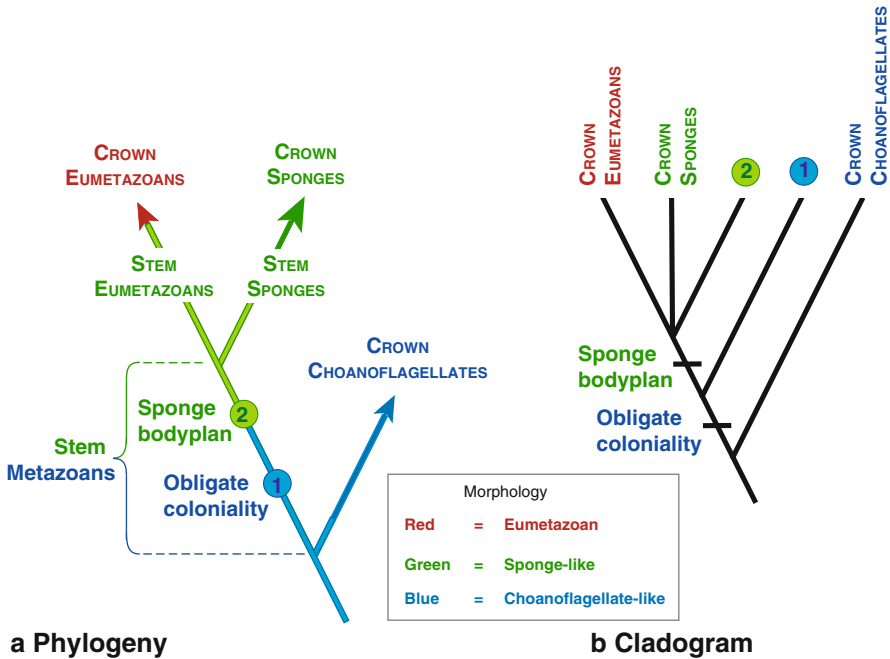 CROWN
EUMETAZOANS
CROWN
SPONGES
STEM
EUMETAZOANS
STEM
SPONGES
CROWN
CHOANOFLAGELLATES
2
Sponge
bodyplan
Stem
Metazoans
1
Obligate
coloniality
a Phylogeny
CROWN
EUMETAZOANS
CROWN
SPONGES
2
1
CROWN
CHOANOFLAGELLATES
Sponge
bodyplan
Obligate
coloniality
Morphology
Red = Eumetazoan
Green = Sponge-like
Blue = Choanoflagellate-like
b Cladogram